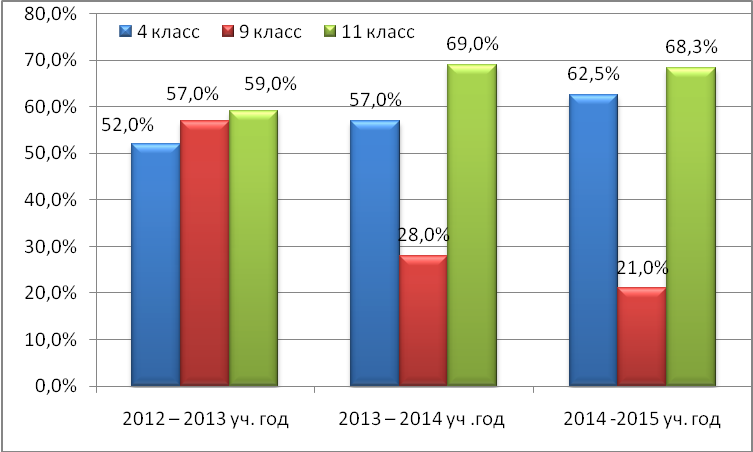 80,0%
70,0%
60,0%
50,0%
40,0%
30,0%
20,0%
10,0%
0,0%
4 класс 9 класс 11 класс
52,0% 57,0% 59,0%
57,0% 28,0% 69,0%
62,5% 21,0% 68,3%
2012 – 2013 уч. год 2013 – 2014 уч .год 2014 -2015 уч. год